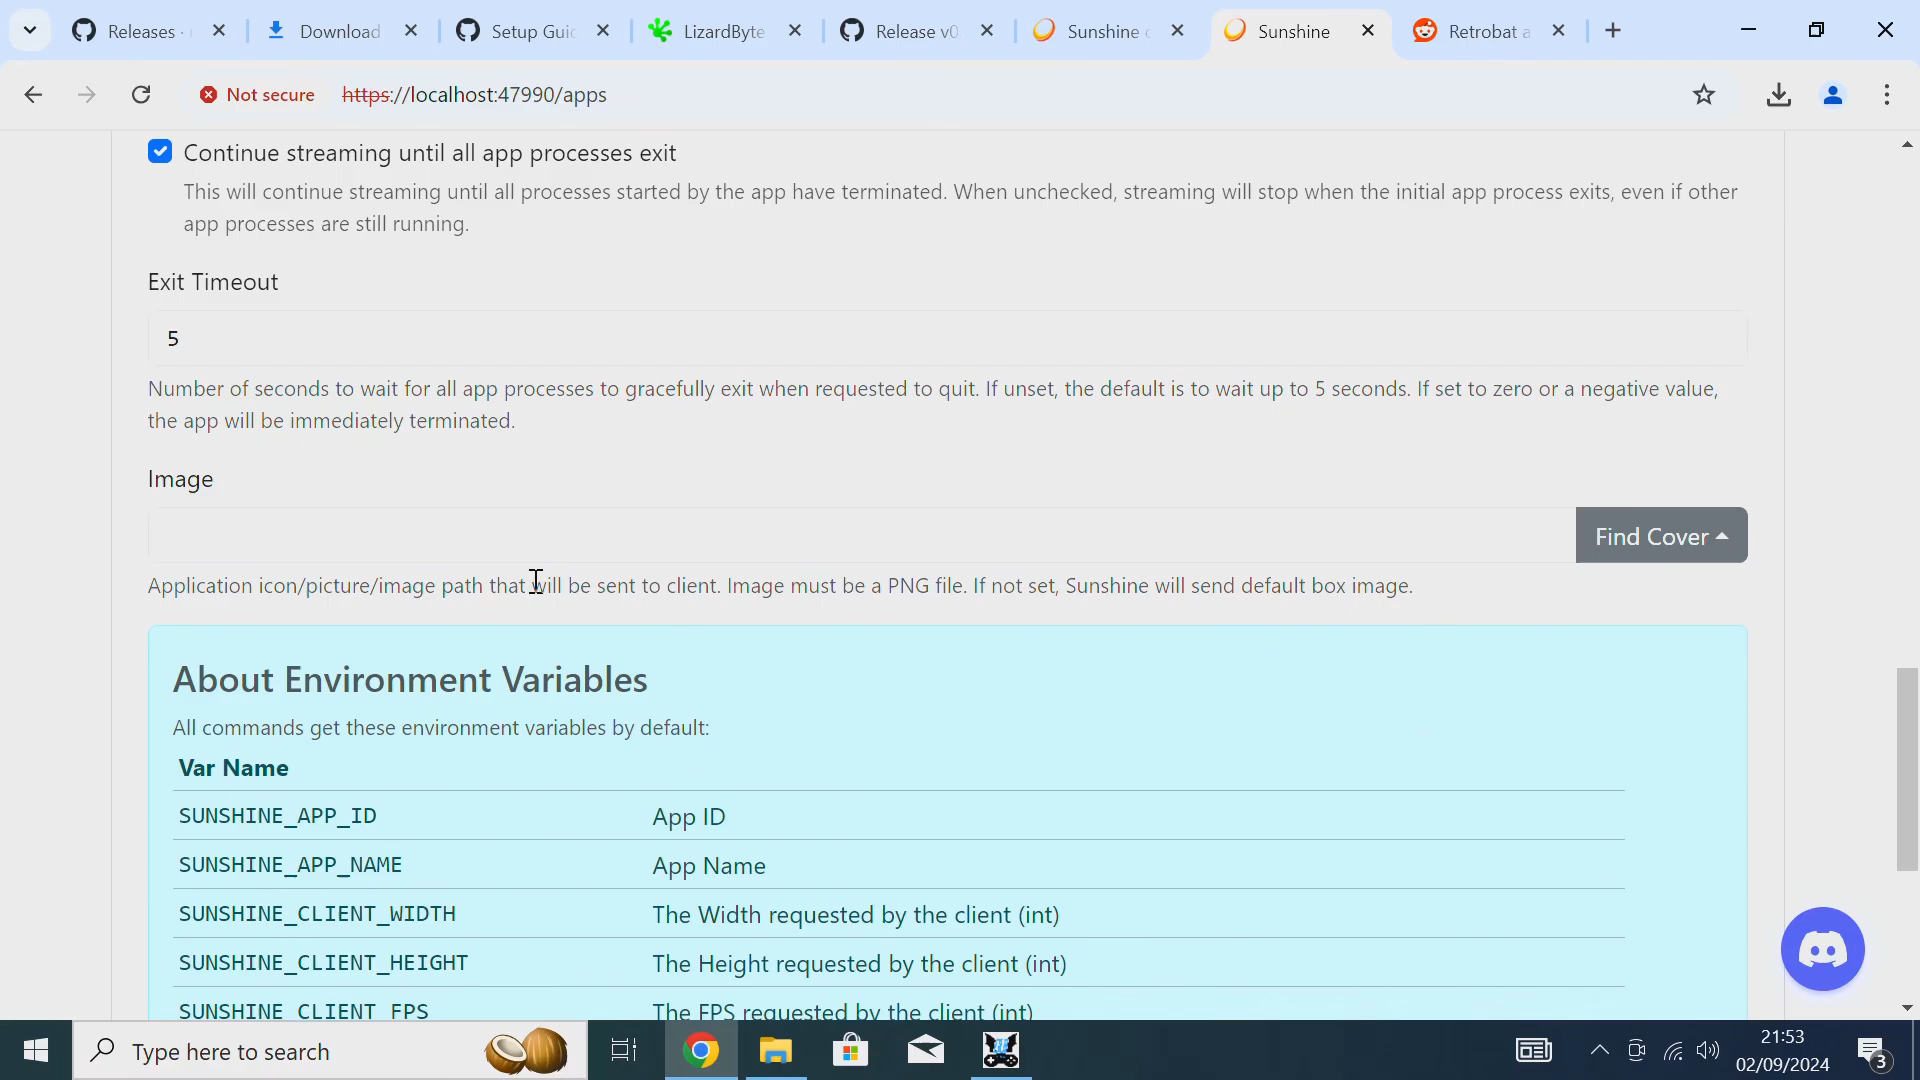 Releases ·
Download
Setup Gui
LizardByte
Release v0
Sunshine
Sunshine
Retrobat a
Not secure
https://localhost:47990/apps
Continue streaming until all app processes exit
This will continue streaming until all processes started by the app have terminated. When unchecked, streaming will stop when the initial app process exits, even if other
app processes are still running.
Exit Timeout
5
Number of seconds to wait for all app processes to gracefully exit when requested to quit. If unset, the default is to wait up to 5 seconds. If set to zero or a negative value,
the app will be immediately terminated.
Image
Find Cover
Application icon/picture/image path that will be sent to client. Image must be a PNG file. If not set, Sunshine will send default box image.
About Environment Variables
All commands get these environment variables by default:
Var Name
SUNSHINE_APP_ID App ID
SUNSHINE_APP_NAME App Name
SUNSHINE_CLIENT_WIDTH The Width requested by the client (int)
SUNSHINE_CLIENT_HEIGHT The Height requested by the client (int)
SUNSHINE_CLIENT_FPS The FPS requested by the client (int)
Type here to search
21:53
02/09/2024
3